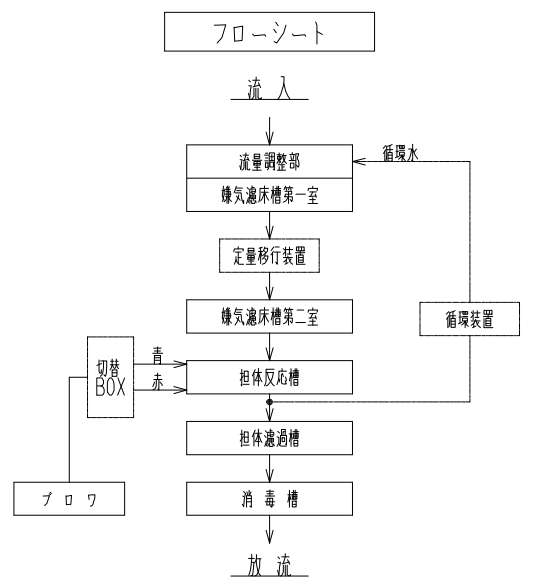 フローシート
流入
循環水
流量調整部
嫌気濾床槽第一室
定量移行装置
嫌気濾床槽第二室
循環装置
切替
BOX
青
赤
担体反応槽
担体濾過槽
ブロワ
消毒槽
放流